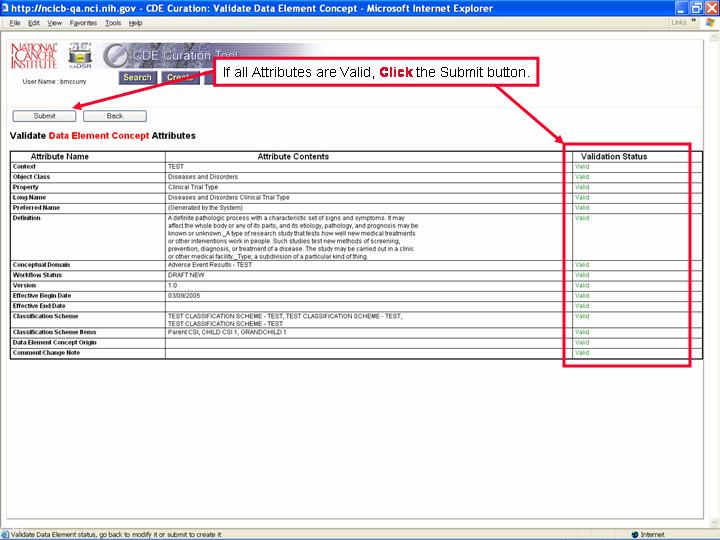 http://ncicb-qa.nci.nih.gov - CDE Curation: Validate Data Element Concept - Microsoft Internet Explorer
File Edit View Favorites Tools Help
Links »
NATIONAL
CANCER
INSTITUTE
caDSR
CDE Curation Tool
User Name : bmccurry
Search Create
If all Attributes are Valid, Click the Submit button.
Submit Back
Validate Data Element Concept Attributes
Attribute Name Attribute Contents Validation Status
Context TEST Valid
Object Class Diseases and Disorders Valid
Property Clinical Trial Type Valid
Long Name Diseases and Disorders Clinical Trial Type Valid
Preferred Name (Generated by the System) Valid
Definition A definite pathologic process with a characteristic set of signs and symptoms. It may Valid
affect the whole body or any of its parts, and its etiology, pathology, and prognosis may be
known or unknown._A type of research study that tests how well new medical treatments
or other interventions work in people. Such studies test new methods of screening,
prevention, diagnosis, or treatment of a disease. The study may be carried out in a clinic
or other medical facility._Type; a subdivision of a particular kind of thing.
Conceptual Domain Adverse Event Results - TEST Valid
Workflow Status DRAFT NEW Valid
Version 1.0 Valid
Effective Begin Date 03/09/2005 Valid
Effective End Date Valid
Classification Scheme TEST CLASSIFICATION SCHEME - TEST, TEST CLASSIFICATION SCHEME - TEST, Valid
TEST CLASSIFICATION SCHEME - TEST
Classification Scheme Items Parent CSI, CHILD CSI 1, GRANDCHILD 1 Valid
Data Element Concept Origin Valid
Comment/Change Note Valid
Validate Data Element status, go back to modify it or submit to create it
Internet